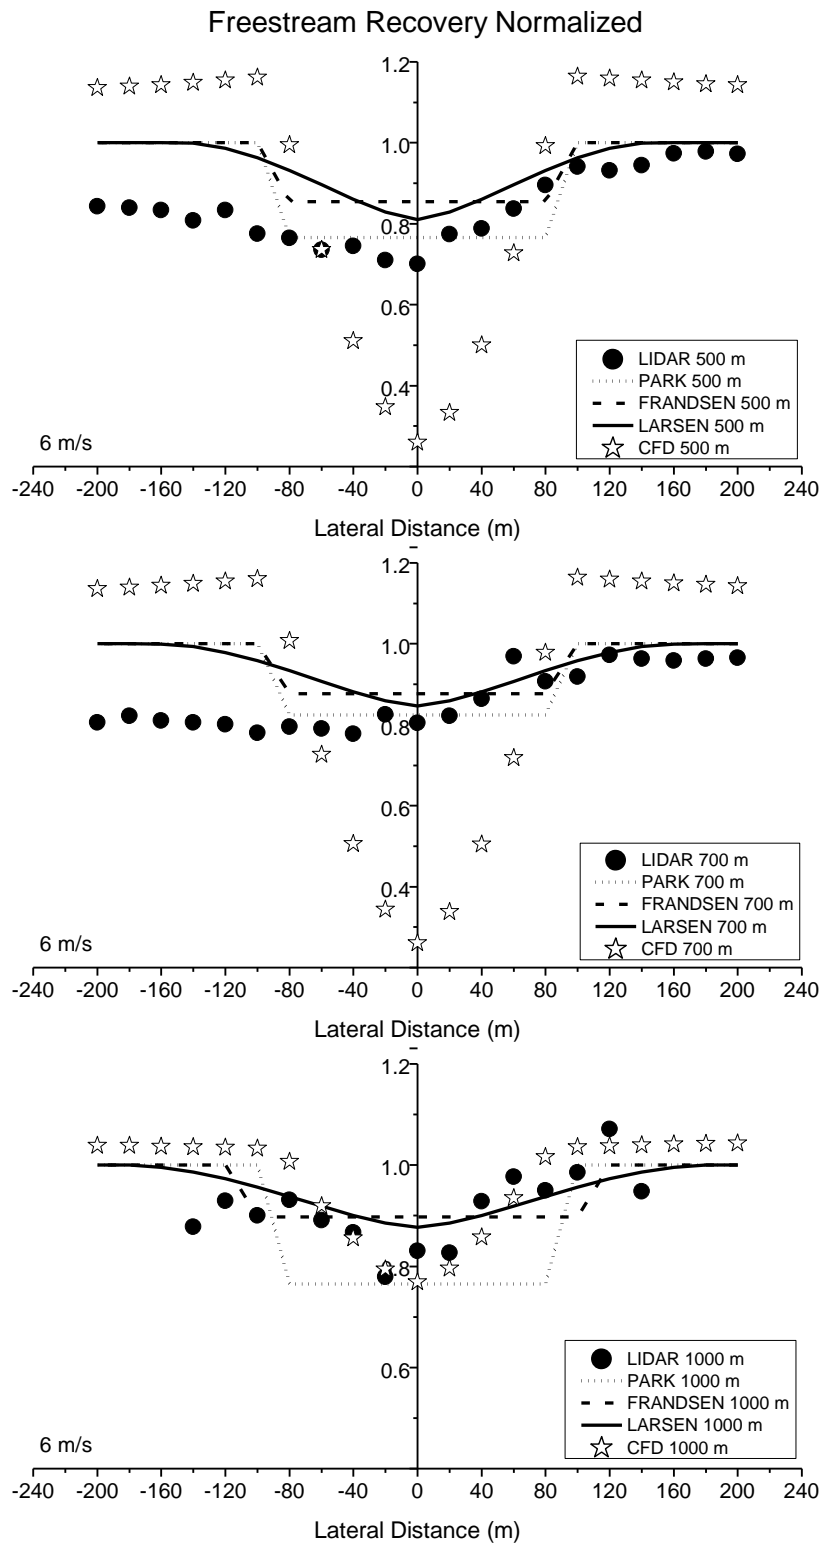 Freestream Recovery Normalized
1.2
1.0
0.8
0.6
0.4
LIDAR 500 m
PARK 500 m
FRANDSEN 500 m
LARSEN 500 m
CFD 500 m
6 m/s
-240 -200 -160 -120 -80 -40 0 40 80 120 160 200 240
Lateral Distance (m)
1.2
1.0
0.8
0.6
0.4
LIDAR 700 m
PARK 700 m
FRANDSEN 700 m
LARSEN 700 m
CFD 700 m
6 m/s
-240 -200 -160 -120 -80 -40 0 40 80 120 160 200 240
Lateral Distance (m)
1.2
1.0
0.8
0.6
LIDAR 1000 m
PARK 1000 m
FRANDSEN 1000 m
LARSEN 1000 m
CFD 1000 m
6 m/s
-240 -200 -160 -120 -80 -40 0 40 80 120 160 200 240
Lateral Distance (m)